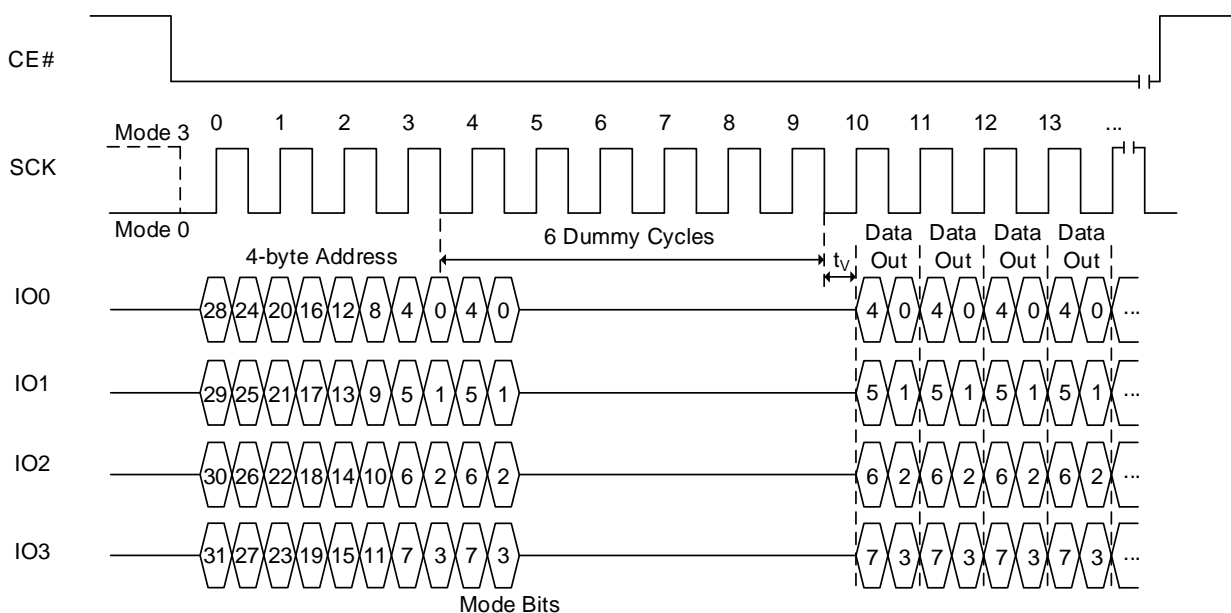 CE#
Mode 3
0 1 2 3 4 5 6 7 8 9 10 11 12 13 ...
SCK
Mode 0
6 Dummy Cycles
4-byte Address
tV
Data Out
Data Out
Data Out
Data Out
IO0
28 24 20 16 12 8 4 0 4 0 4 0 4 0 4 0 4 0 ...
IO1
29 25 21 17 13 9 5 1 5 1 5 1 5 1 5 1 5 1 ...
IO2
30 26 22 18 14 10 6 2 6 2 6 2 6 2 6 2 6 2 ...
IO3
31 27 23 19 15 11 7 3 7 3 7 3 7 3 7 3 7 3 ...
Mode Bits